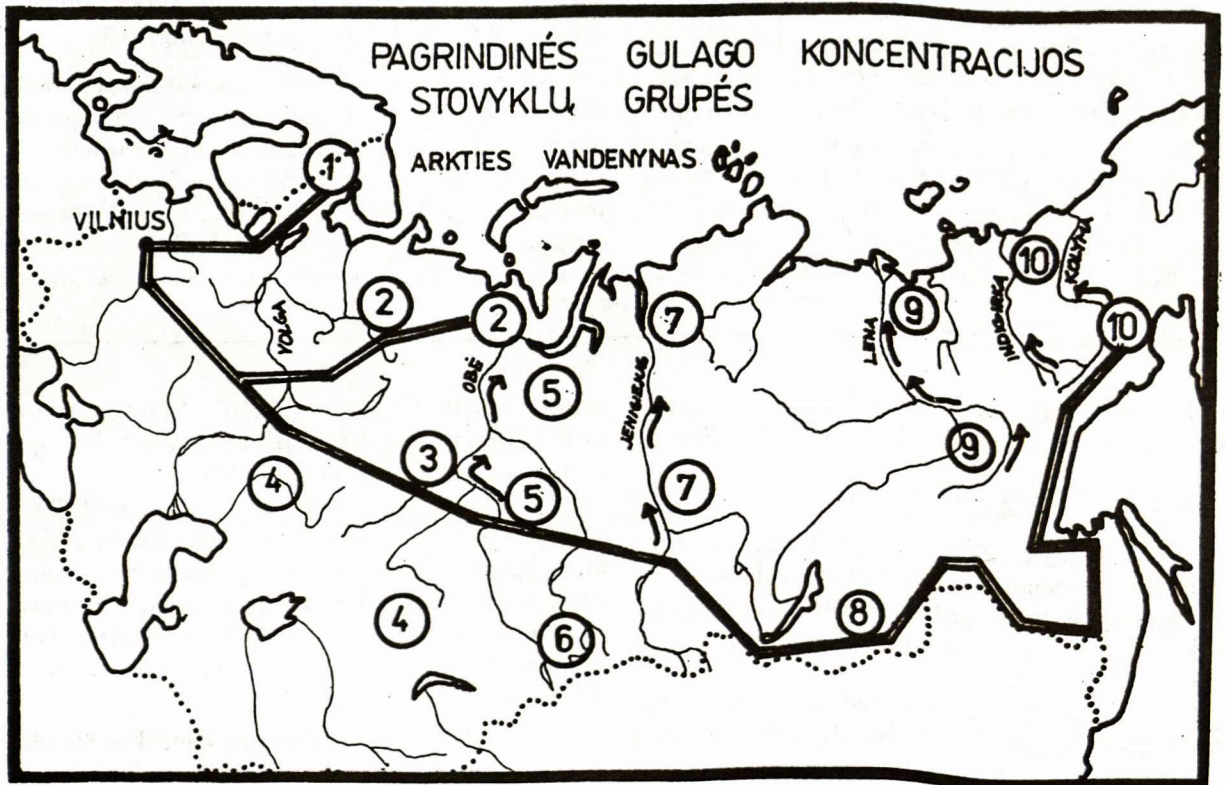 PAGRINDINĖS GULAGO KONCENTRACIJOS
STOVYKLŲ GRUPĖS
ARKTIES VANDENYNAS
1
VILNIUS
KOLYMA
10
INDIGIRKA
10
2
2
7
9
LENA
VOLGA
OBĖ
5
3
9
4
5
7
4
6
8